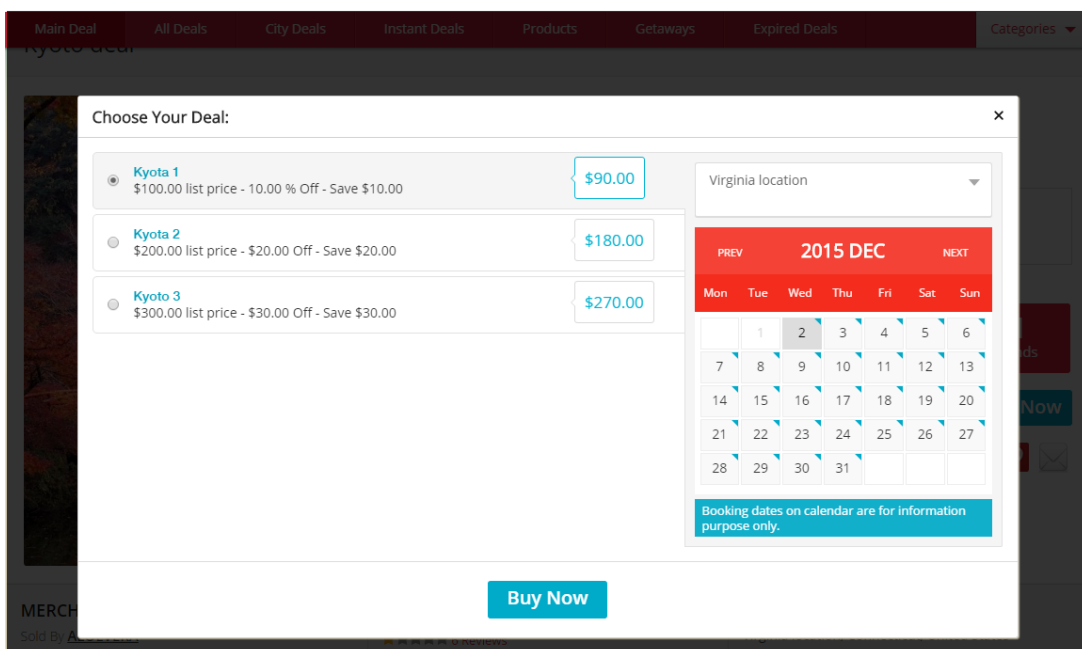 Main Deal All Deals City Deals Instant Deals Products Getaways Expired Deals Categories
Kyoto deal
Choose Your Deal:
Kyota 1
$100.00 list price - 10.00 % Off - Save $10.00
$90.00
Kyota 2
$200.00 list price - $20.00 Off - Save $20.00
$180.00
Kyoto 3
$300.00 list price - $30.00 Off - Save $30.00
$270.00
Virginia location
PREV 2015 DEC NEXT
Mon Tue Wed Thu Fri Sat Sun
1 2 3 4 5 6
7 8 9 10 11 12 13
14 15 16 17 18 19 20
21 22 23 24 25 26 27
28 29 30 31
Booking dates on calendar are for information
purpose only.
Now
Buy Now
MERCH
Sold By
Reviews